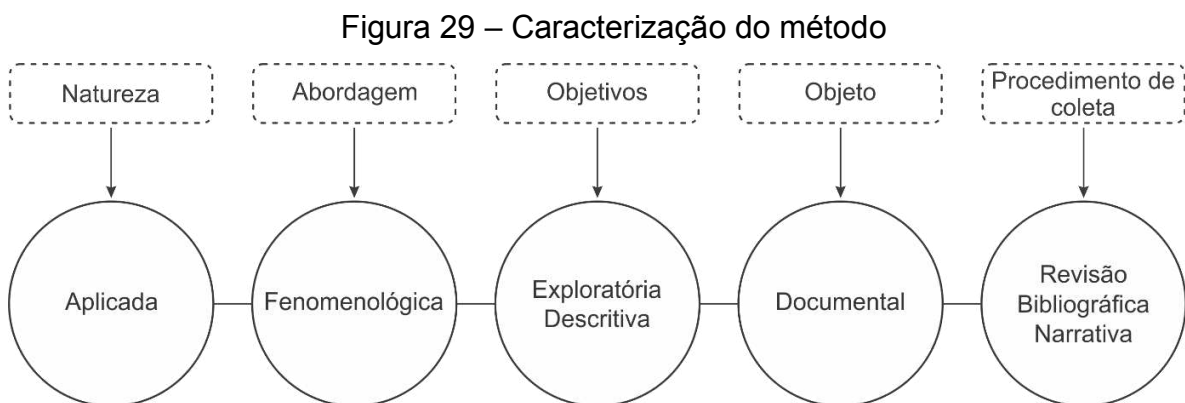 Figura 29 – Caracterização do método
Natureza
Abordagem
Objetivos
Objeto
Procedimento de
coleta
Aplicada
Fenomenológica
Exploratória
Descritiva
Documental
Revisão
Bibliográfica
Narrativa